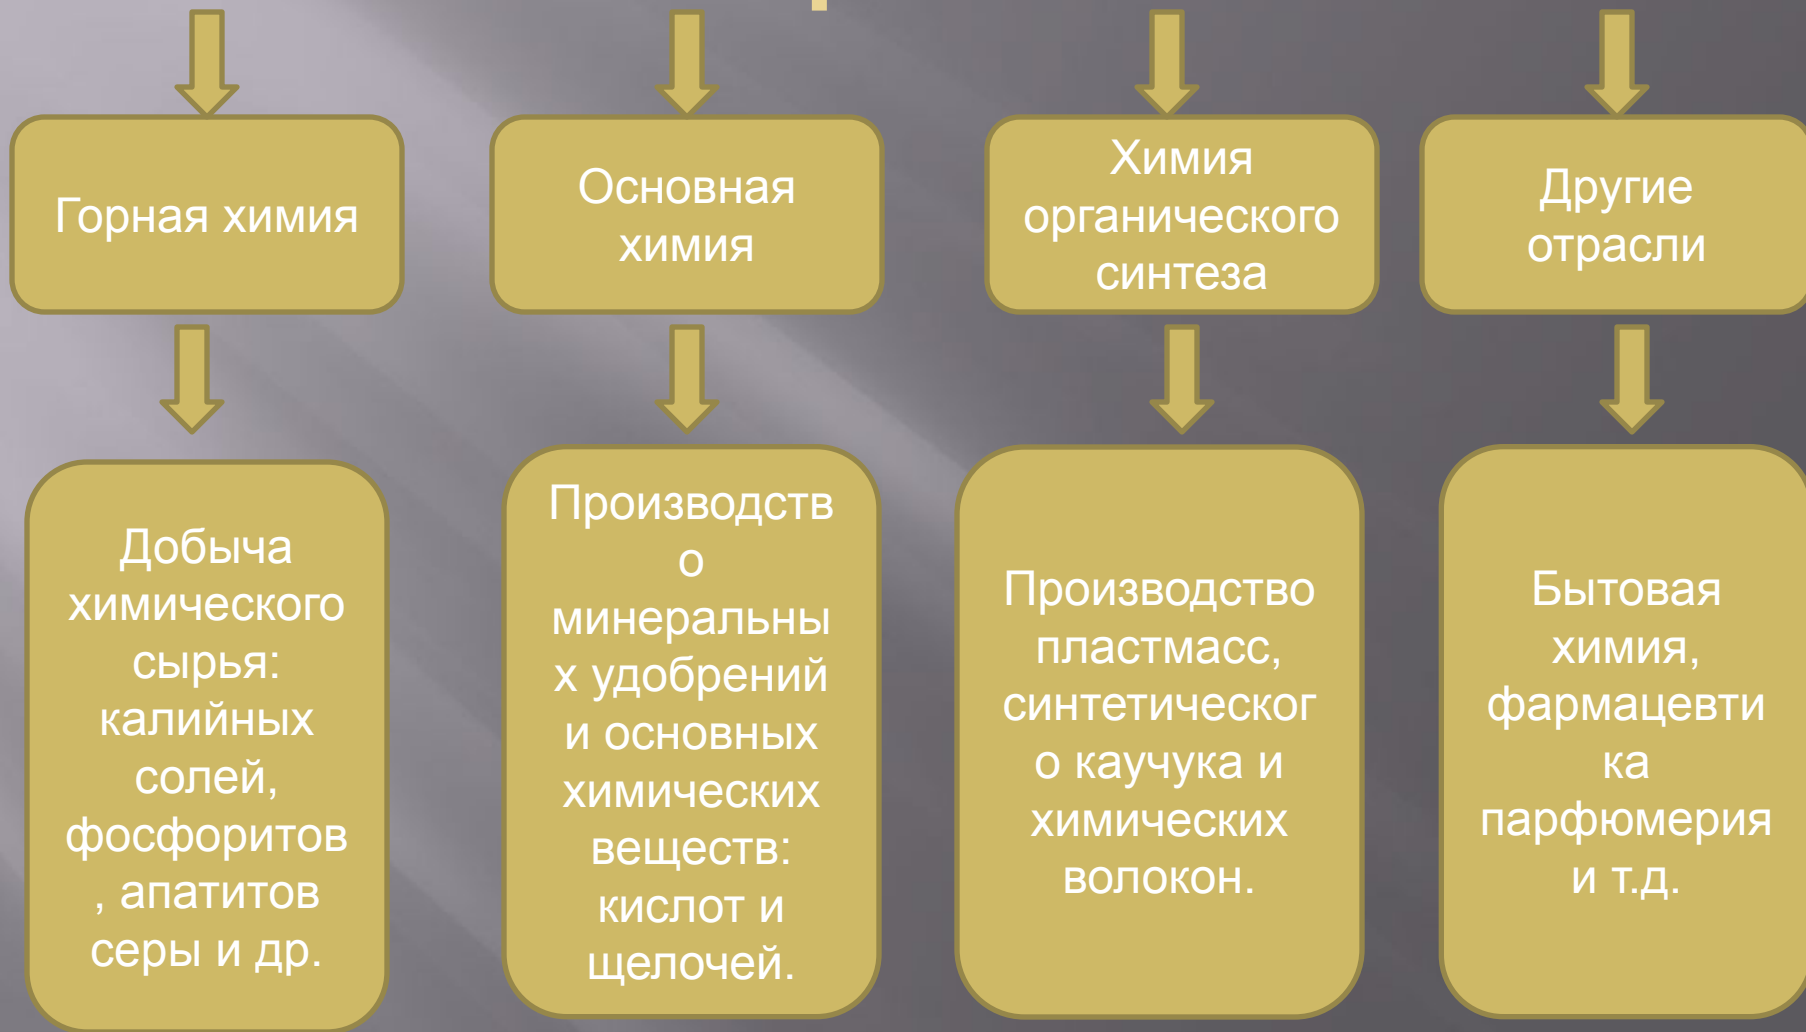 Горная химия
Основная
химия
Химия
органического
синтеза
Другие
отрасли
Добыча
химического
сырья:
калийных
солей,
фосфоритов
, апатитов
серы и др.
Производств
о
минеральны
х удобрений
и основных
химических
веществ:
кислот и
щелочей.
Производство
пластмасс,
синтетическог
о каучука и
химических
волокон.
Бытовая
химия,
фармацевти
ка
парфюмерия
и т.д.